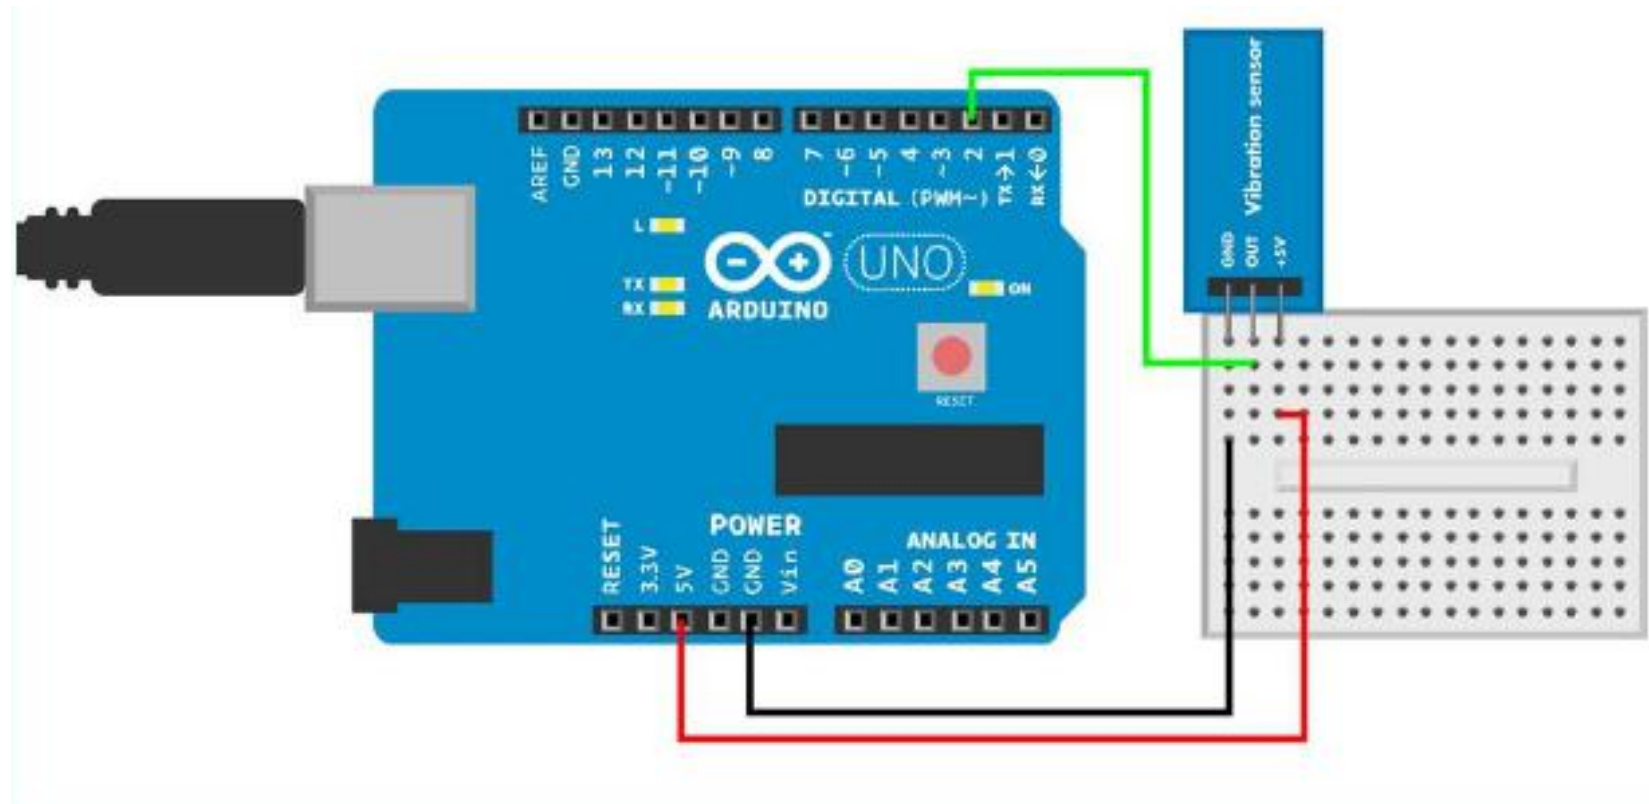 AREF
GND
13
12
~11
~10
~9
8
7
~6
~5
4
~3
2
TX→1
RX←0
DIGITAL (PWM~)
L
TX
RX
ARDUINO
UNO
ON
RESET
Vibration sensor
GND
OUT
+5V
POWER
RESET
3.3V
5V
GND
GND
Vin
ANALOG IN
A0
A1
A2
A3
A4
A5